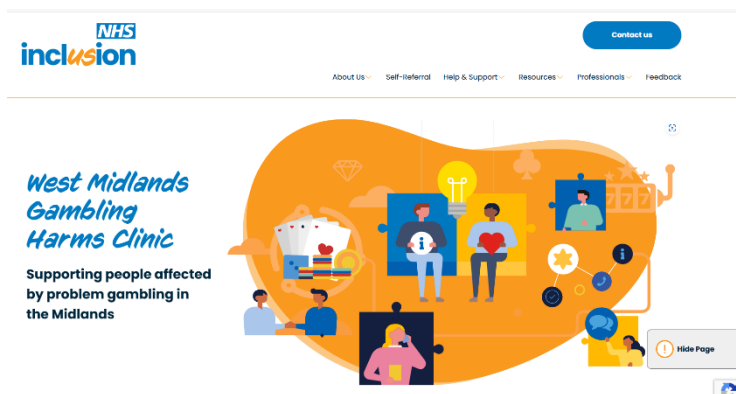 NHS
inclusion
Contact us
About Us
Self-Referral
Help & Support
Resources
Professionals
Feedback
West Midlands
Gambling
Harms Clinic
Supporting people affected
by problem gambling in
the Midlands
i
i
777
! Hide Page